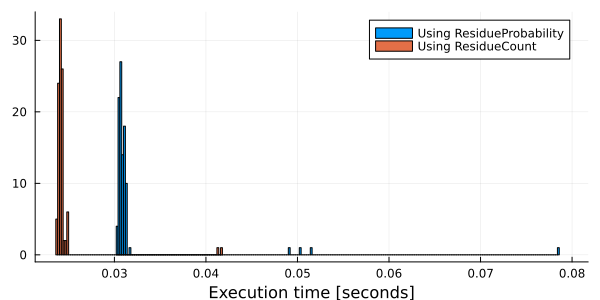 30
20
10
0
Using ResidueProbability
Using ResidueCount
0.03 0.04 0.05 0.06 0.07 0.08
Execution time [seconds]